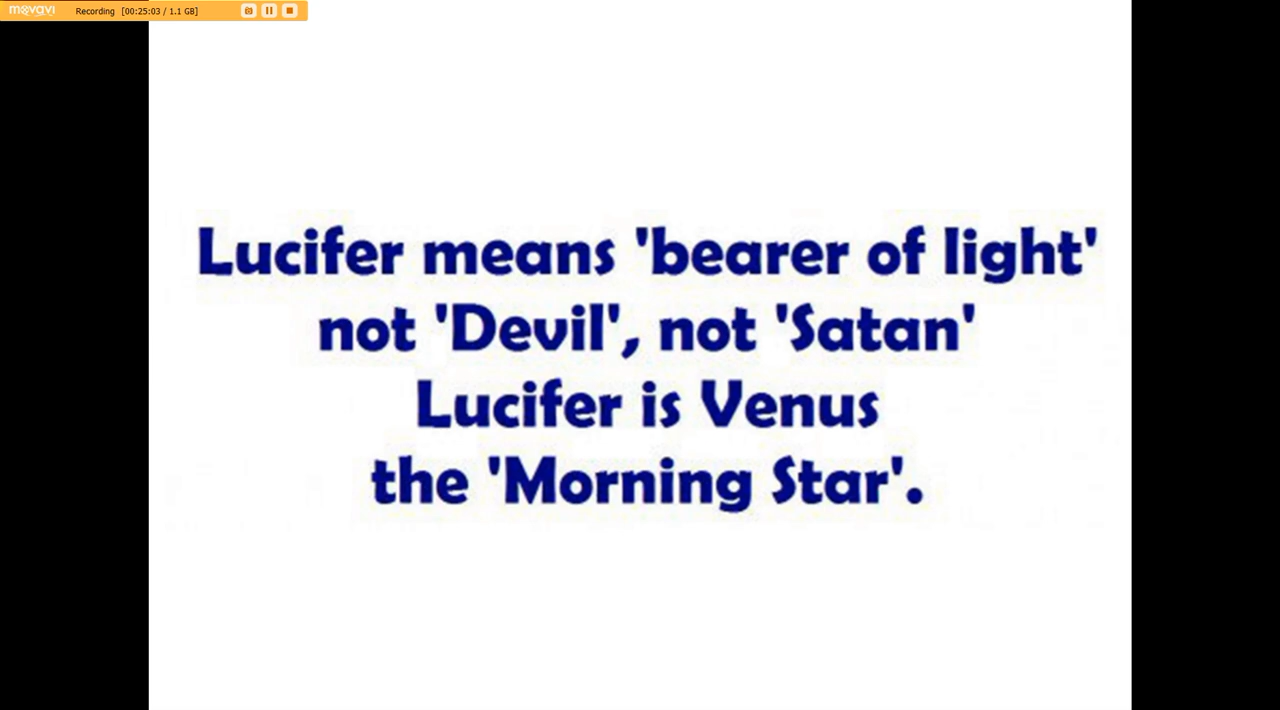 movavi Recording [00:25:03 / 1.1 GB]
Lucifer means 'bearer of light'
not 'Devil', not 'Satan'
Lucifer is Venus
the 'Morning Star'.